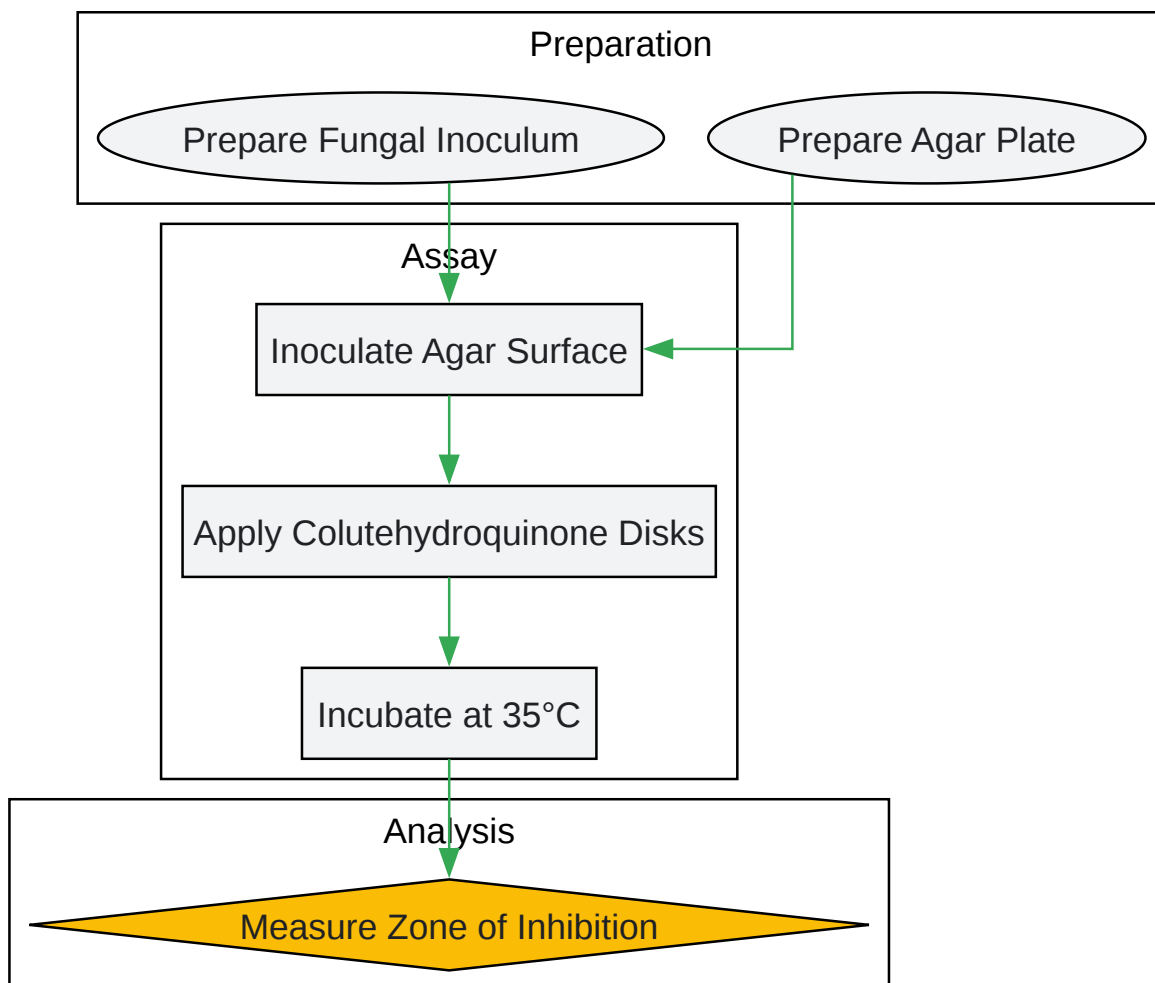 Preparation
Prepare Fungal Inoculum
Prepare Agar Plate
Assay
Inoculate Agar Surface
Apply Colutehydroquinone Disks
Incubate at 35°C
Analysis
Measure Zone of Inhibition